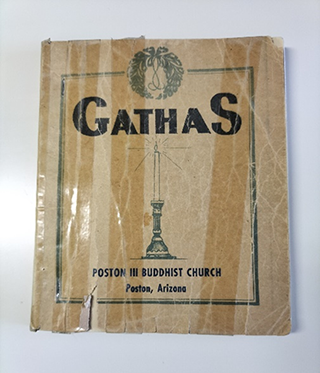 GATHAS
POSTON III BUDDHIST CHURCH
Poston, Arizona